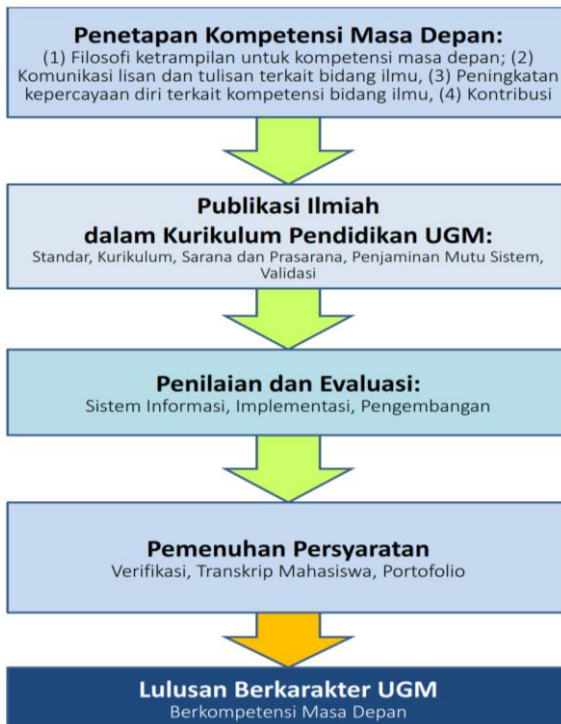 Penetapan Kompetensi Masa Depan:
(1) Filosofi ketrampilan untuk kompetensi masa depan; (2)
Komunikasi lisan dan tulisan terkait bidang ilmu, (3) Peningkatan
kepercayaan diri terkait kompetensi bidang ilmu, (4) Kontribusi
Publikasi Ilmiah
dalam Kurikulum Pendidikan UGM:
Standar, Kurikulum, Sarana dan Prasarana, Penjaminan Mutu Sistem,
Validasi
Penilaian dan Evaluasi:
Sistem Informasi, Implementasi, Pengembangan
Pemenuhan Persyaratan
Verifikasi, Transkrip Mahasiswa, Portofolio
Lulusan Berkarakter UGM
Berkompetensi Masa Depan